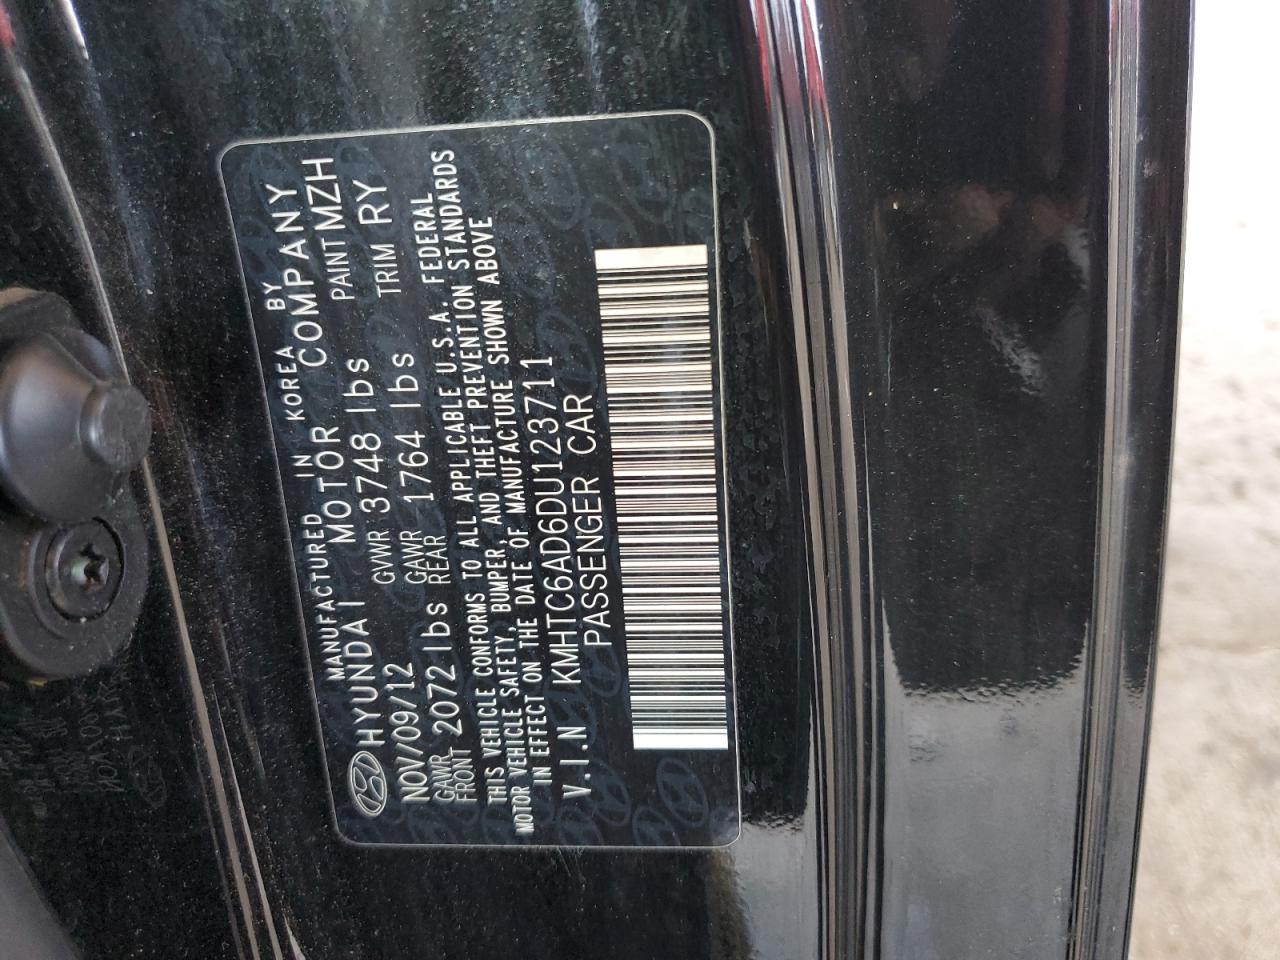 MANUFACTURED IN KOREA BY
HYUNDAI MOTOR COMPANY
NOV/09/12 GVWR 3748 lbs PAINT MZH
GAWR FRONT 2072 lbs GAWR REAR 1764 lbs TRIM RY
THIS VEHICLE CONFORMS TO ALL APPLICABLE U.S.A. FEDERAL
MOTOR VEHICLE SAFETY, BUMPER, AND THEFT PREVENTION STANDARDS
IN EFFECT ON THE DATE OF MANUFACTURE SHOWN ABOVE
V.I.N KMHTC6AD6DU123711
PASSENGER CAR